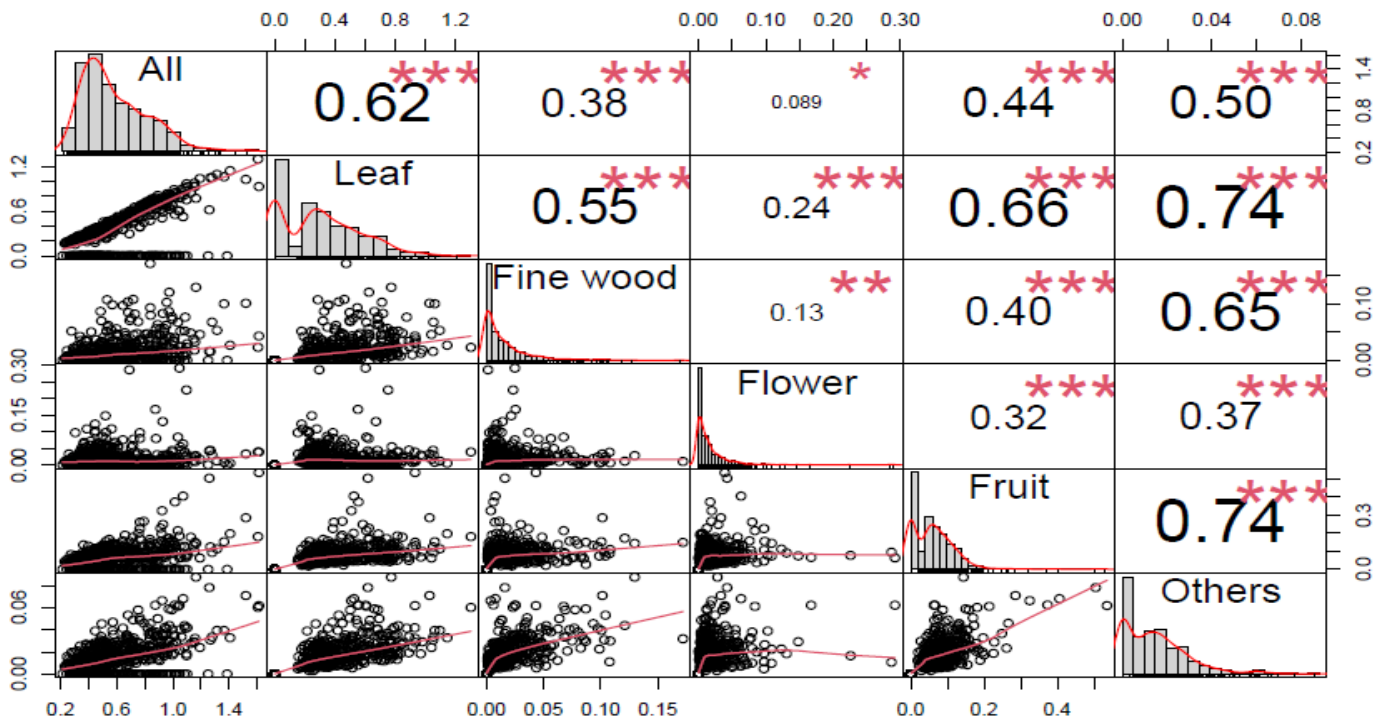 0.0 0.4 0.8 1.2 0.00 0.10 0.20 0.30 0.00 0.04 0.08
All 0.62 *** 0.38 *** 0.089 * 0.44 *** 0.50 *** 0.2 0.8 1.4
0.0 0.6 1.2 Leaf 0.55 *** 0.24 *** 0.66 *** 0.74 ***
Fine wood 0.13 ** 0.40 *** 0.65 *** 0.00 0.10
0.00 0.15 0.30 Flower 0.32 *** 0.37 ***
Fruit 0.74 *** 0.0 0.3
0.00 0.06 Others
0.2 0.6 1.0 1.4 0.00 0.05 0.10 0.15 0.0 0.2 0.4